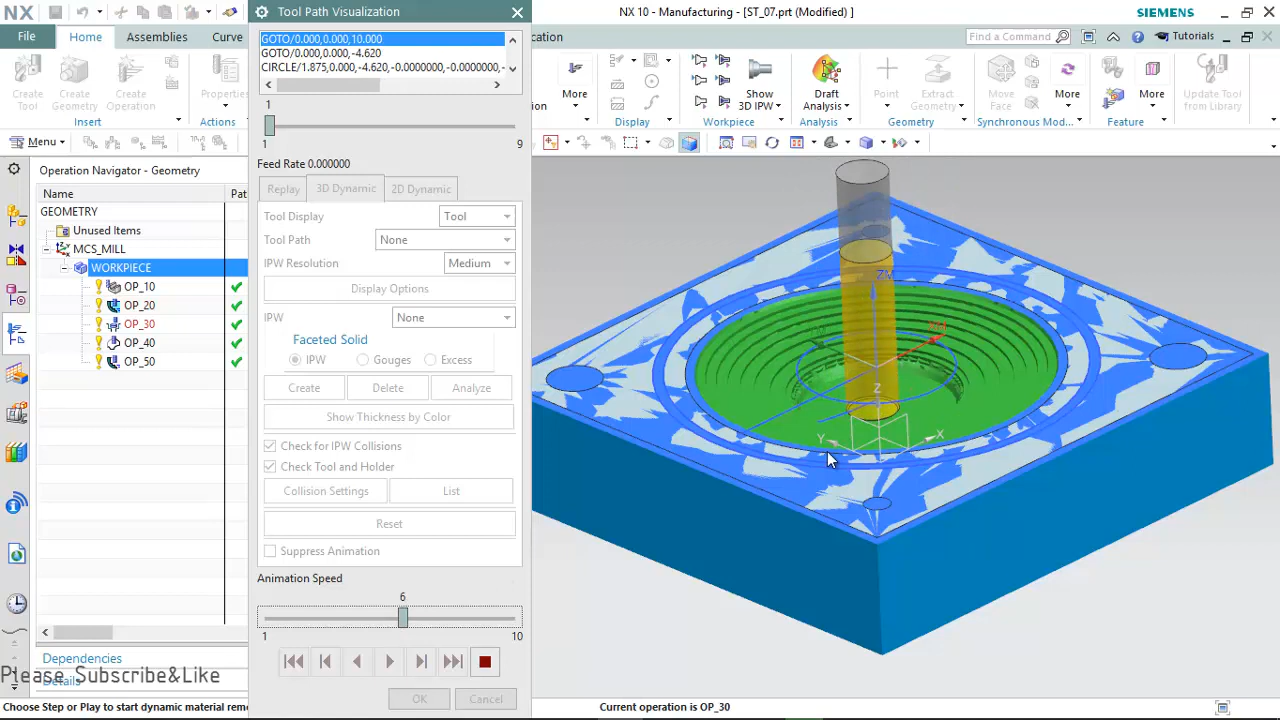 NX
Tool Path Visualization
NX 10 - Manufacturing - [ST_07.prt (Modified) ]
SIEMENS
File
Home
Assemblies
Curve
cation
Find a Command
Tutorials
GOTO/0.000,0.000,10.000
GOTO/0.000,0.000,-4.620
CIRCLE/1.875,0.000,-4.620,-0.0000000,-0.0000000,-
Create Tool
Create Geometry
Create Operation
Properties
Insert
Actions
More
Display
Show 3D IPW
Workpiece
Draft Analysis
Analysis
Point
Extract Geometry
Geometry
Move Face
More
Synchronous Mod...
More
Feature
Update Tool from Library
Menu
1
1
9
Feed Rate 0.000000
Replay
3D Dynamic
2D Dynamic
Tool Display
Tool
Tool Path
None
IPW Resolution
Medium
Display Options
IPW
None
Faceted Solid
IPW
Gouges
Excess
Create
Delete
Analyze
Show Thickness by Color
Check for IPW Collisions
Check Tool and Holder
Collision Settings
List
Reset
Suppress Animation
Animation Speed
6
1
10
OK
Cancel
Operation Navigator - Geometry
Name
Pat
GEOMETRY
Unused Items
MCS_MILL
WORKPIECE
OP_10
OP_20
OP_30
OP_40
OP_50
Dependencies
Details
Please Subscribe&Like
ZM
XM
YM
Z
Y
X
Choose Step or Play to start dynamic material rem
Current operation is OP_30